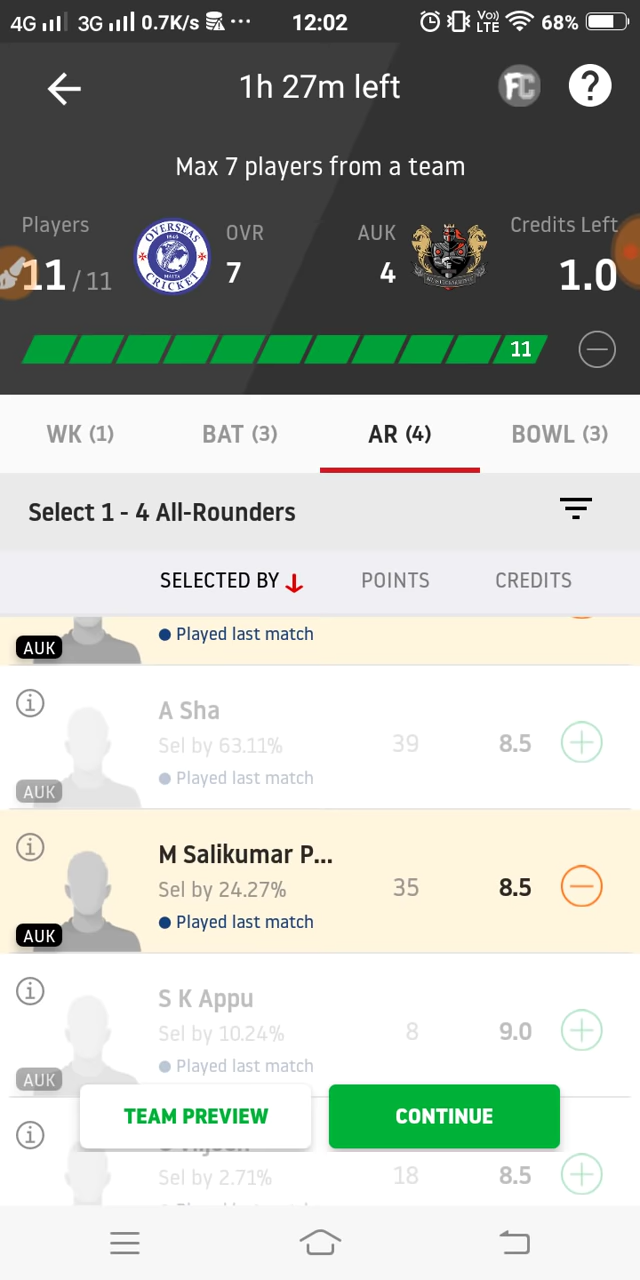 4G 3G 0.7K/s ... 12:02 Vo) LTE 68%
1h 27m left FC ?
Max 7 players from a team
Players OVR AUK Credits Left
11 / 11 7 4 1.0
OVERSEAS
CRICKET
11
WK (1) BAT (3) AR (4) BOWL (3)
Select 1 - 4 All-Rounders
SELECTED BY POINTS CREDITS
AUK Played last match
A Sha
Sel by 63.11% 39 8.5
AUK Played last match
M Salikumar P...
Sel by 24.27% 35 8.5
AUK Played last match
S K Appu
Sel by 10.24% 8 9.0
AUK Played last match
TEAM PREVIEW CONTINUE
Sel by 2.71% 18 8.5